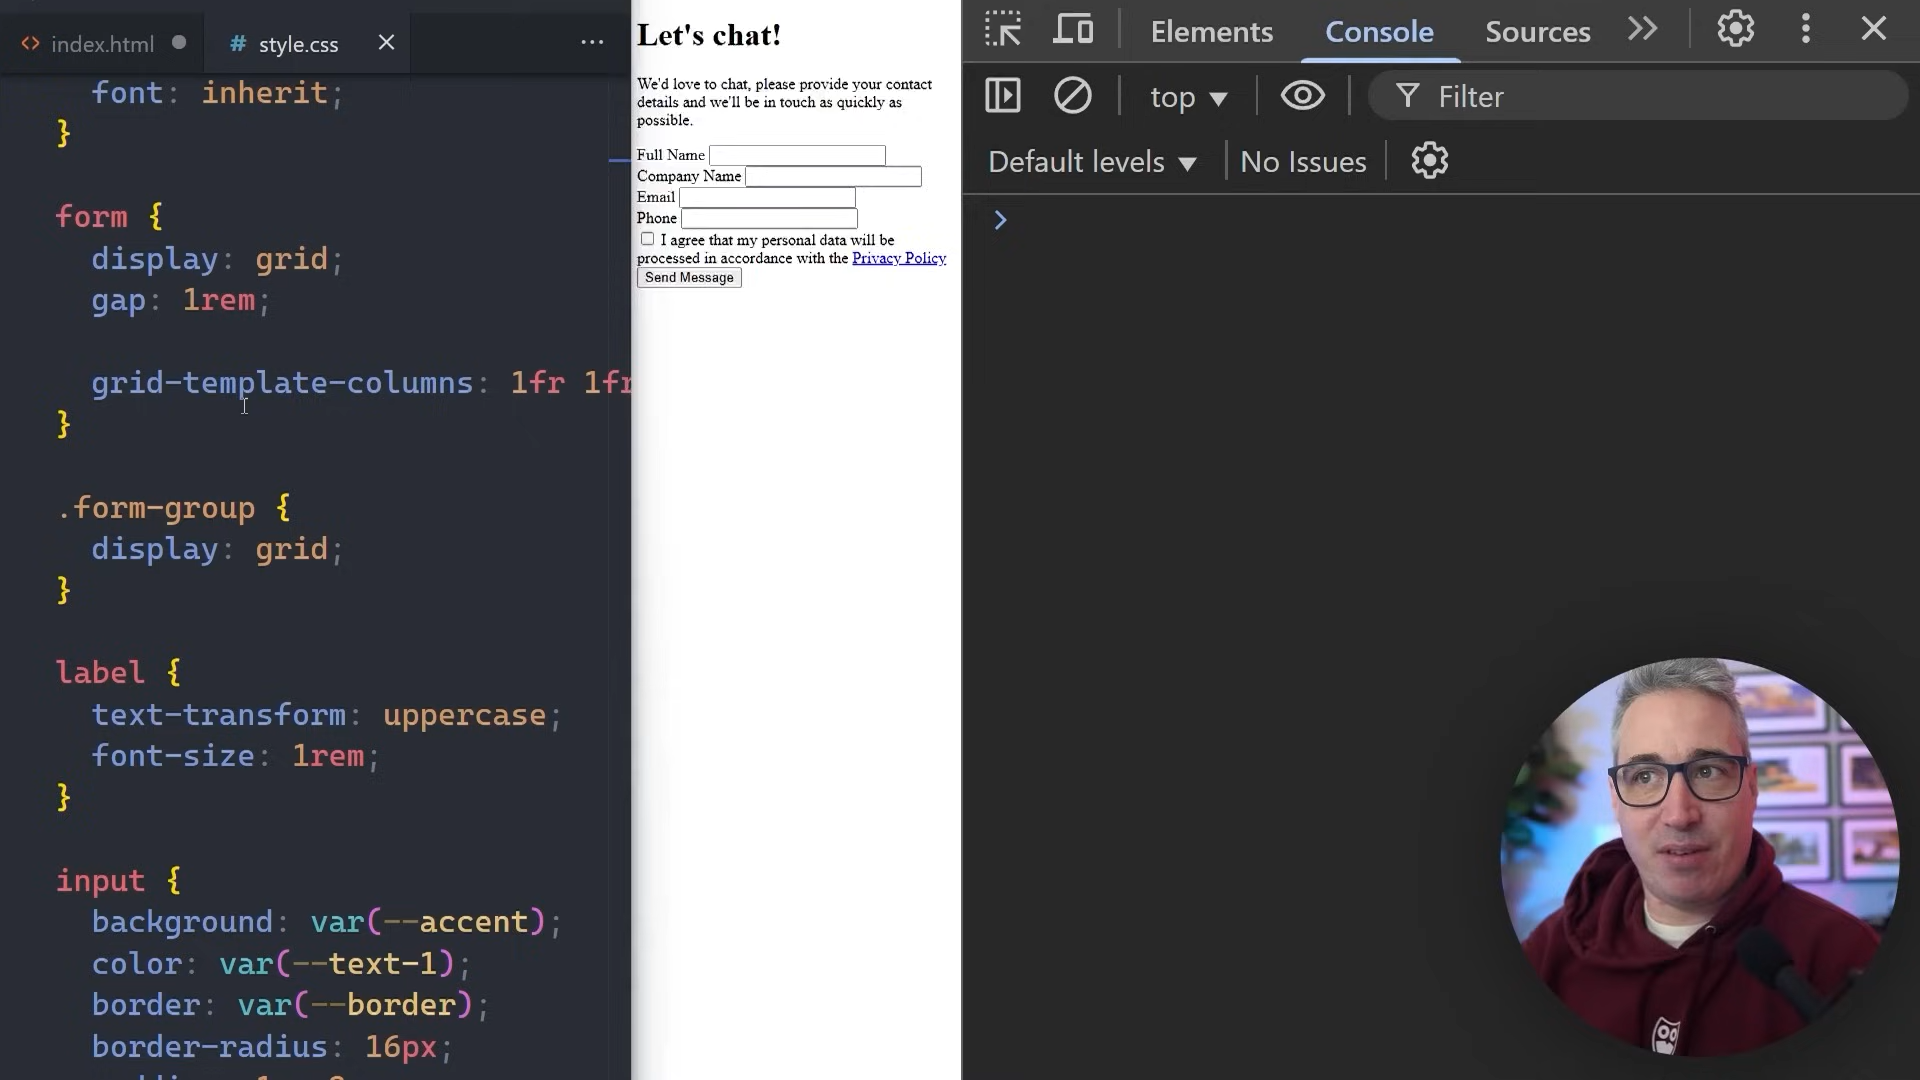 index.html
# style.css
font: inherit;
}
form {
display: grid;
gap: 1rem;
grid-template-columns: 1fr 1fr
}
.form-group {
display: grid;
}
label {
text-transform: uppercase;
font-size: 1rem;
}
input {
background: var(--accent);
color: var(--text-1);
border: var(--border);
border-radius: 16px;
Let's chat!
We'd love to chat, please provide your contact
details and we'll be in touch as quickly as
possible.
Full Name
Company Name
Email
Phone
I agree that my personal data will be
processed in accordance with the Privacy Policy
Send Message
Elements Console Sources
top Filter
Default levels No Issues